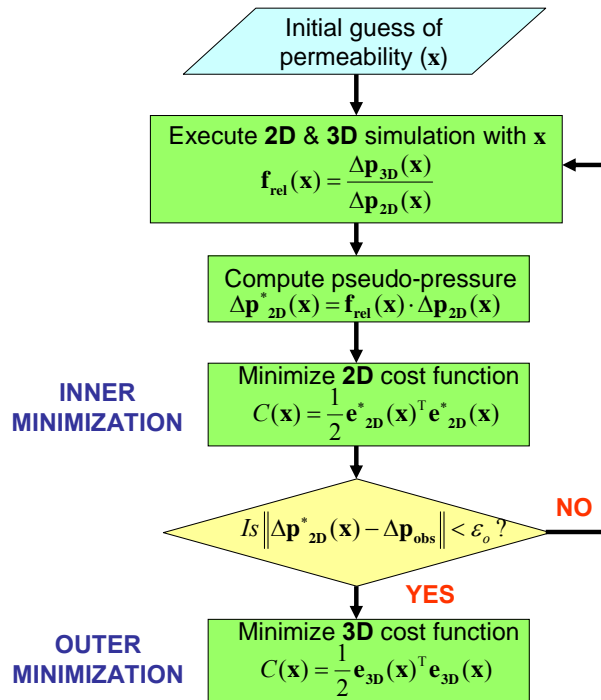 Initial guess of
permeability (x)
Execute 2D & 3D simulation with x
f_rel(x) = Δp_3D(x) / Δp_2D(x)
Compute pseudo-pressure
Δp*_2D(x) = f_rel(x) · Δp_2D(x)
INNER
MINIMIZATION
Minimize 2D cost function
C(x) = 1/2 e*_2D(x)^T e*_2D(x)
Is ‖Δp*_2D(x) − Δp_obs‖ < ε_o ?
NO
YES
OUTER
MINIMIZATION
Minimize 3D cost function
C(x) = 1/2 e_3D(x)^T e_3D(x)